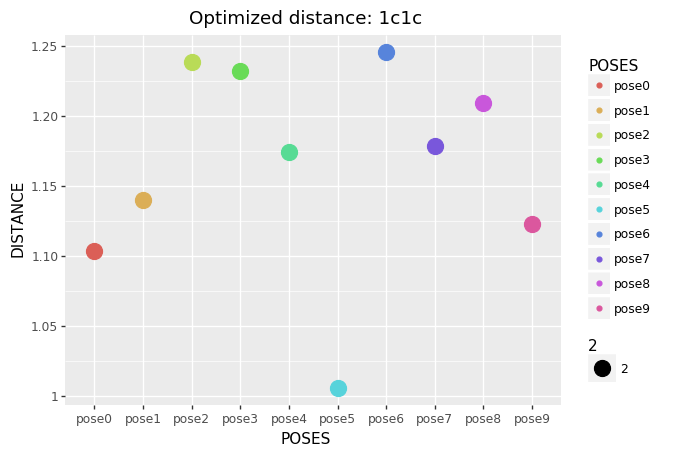 Optimized distance: 1c1c
DISTANCE
1.25
1.20
1.15
1.10
1.05
1
pose0 pose1 pose2 pose3 pose4 pose5 pose6 pose7 pose8 pose9
POSES
POSES
pose0
pose1
pose2
pose3
pose4
pose5
pose6
pose7
pose8
pose9
2
2